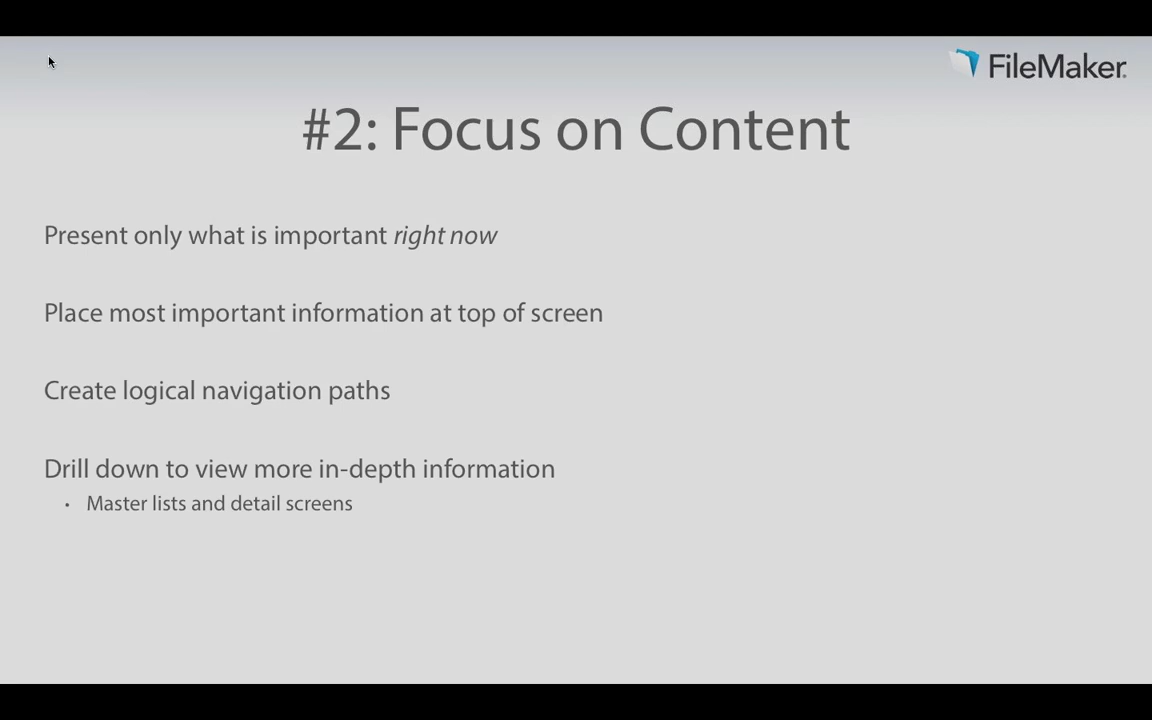 FileMaker.
#2: Focus on Content
Present only what is important right now
Place most important information at top of screen
Create logical navigation paths
Drill down to view more in-depth information
• Master lists and detail screens